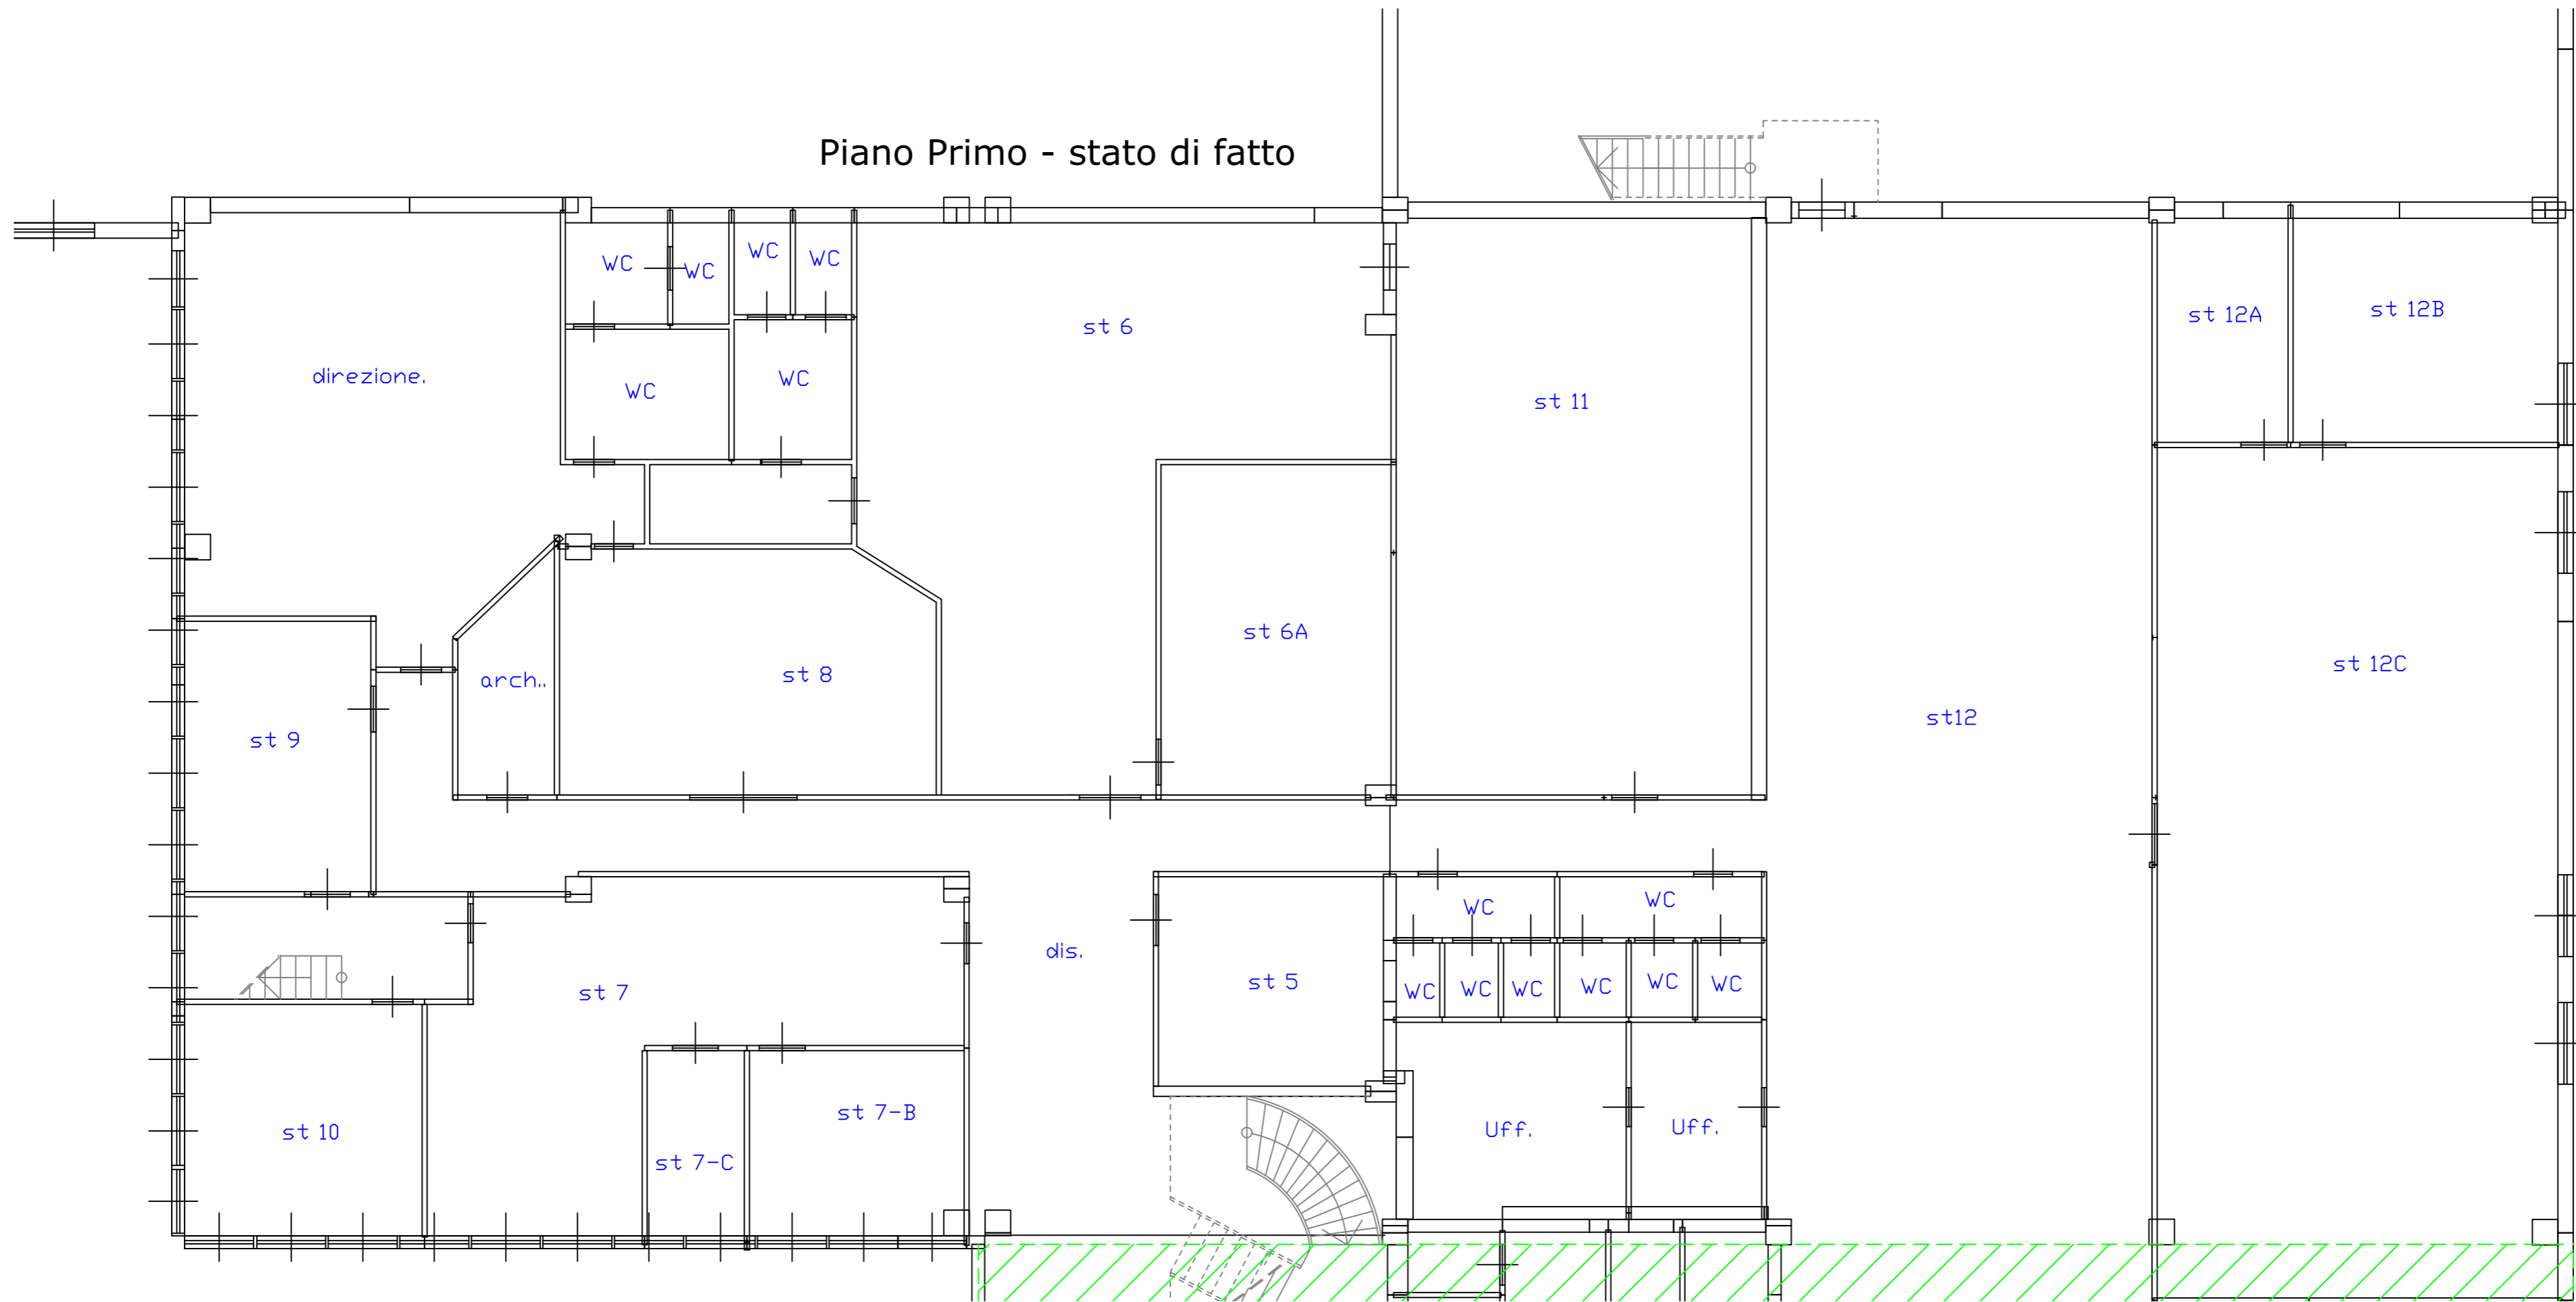 Piano Primo - stato di fatto
WC
WC
WC
WC
direzione.
WC
WC
st 6
st 11
st 12A
st 12B
st 6A
arch..
st 8
st 9
st12
st 12C
WC
WC
dis.
st 7
st 5
WC
WC
WC
WC
WC
WC
st 10
st 7-C
st 7-B
Uff.
Uff.